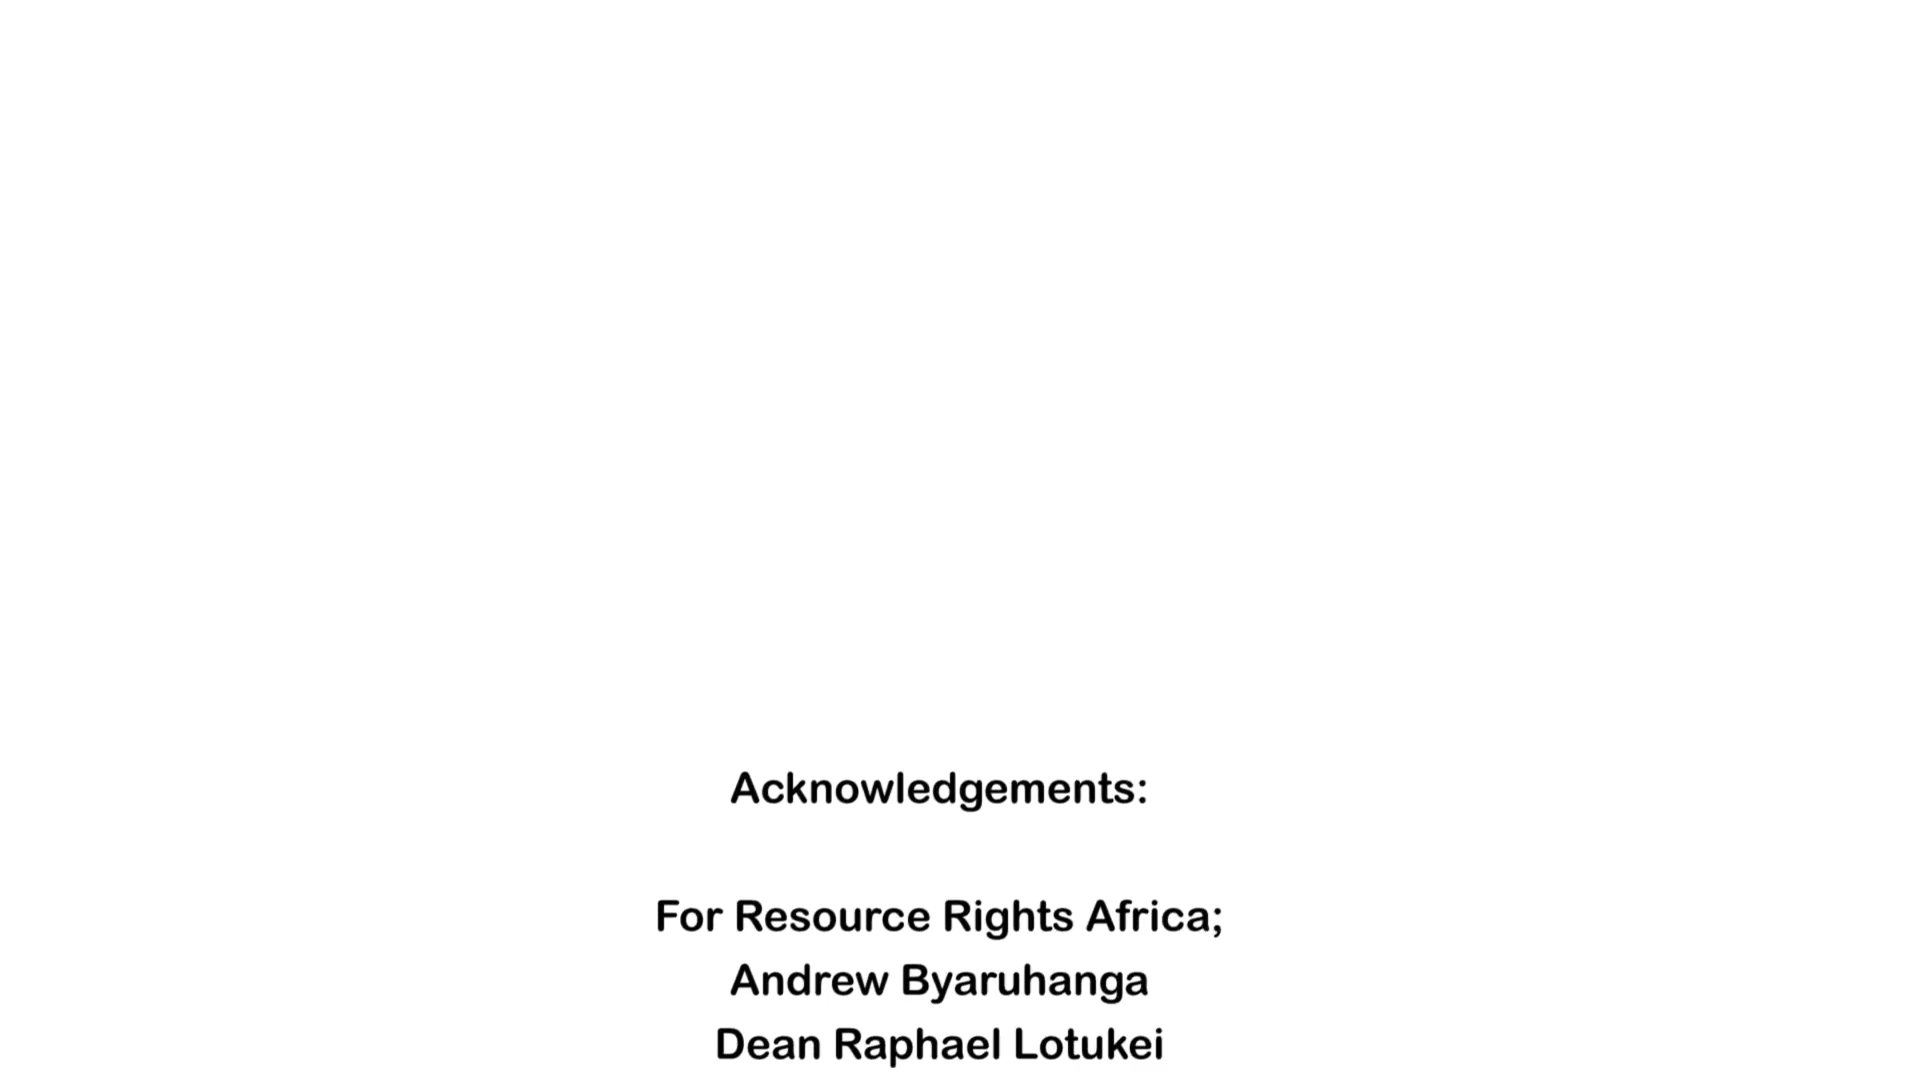 Acknowledgements:
For Resource Rights Africa;
Andrew Byaruhanga
Dean Raphael Lotukei